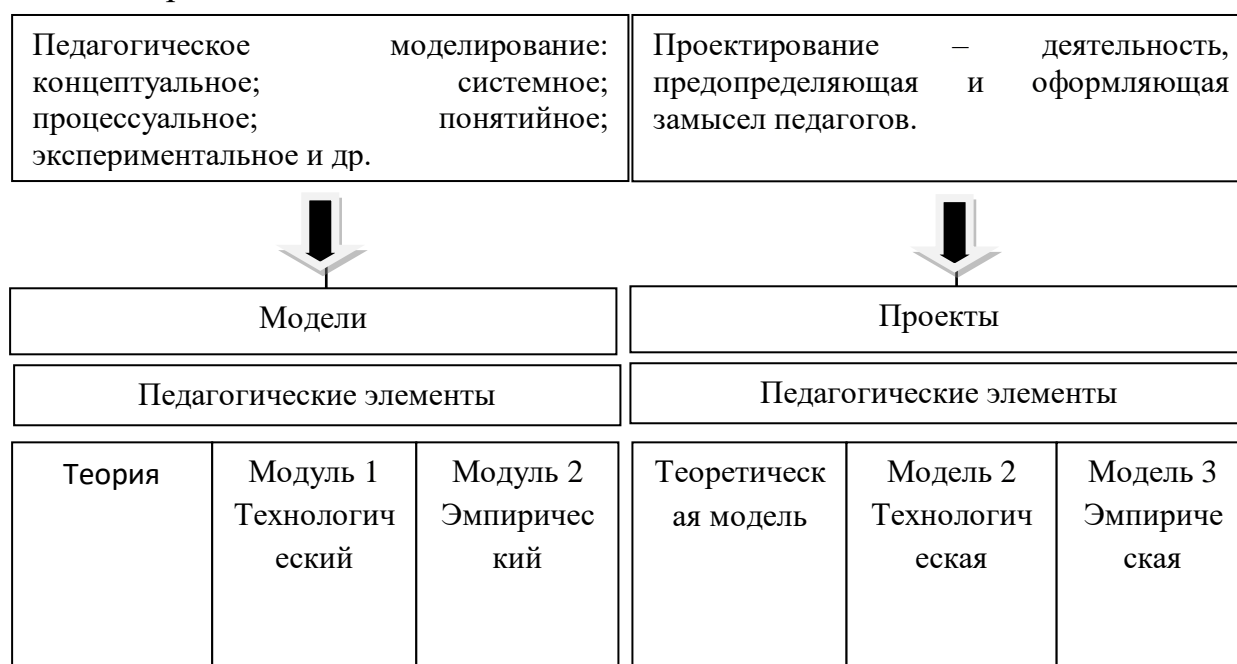 Педагогическое моделирование:
концептуальное; системное;
процессуальное; понятийное;
экспериментальное и др.
Проектирование – деятельность,
предопределяющая и оформляющая
замысел педагогов.
Модели
Проекты
Педагогические элементы
Педагогические элементы
Теория
Модуль 1
Технологич
еский
Модуль 2
Эмпиричес
кий
Теоретическ
ая модель
Модель 2
Технологич
еская
Модель 3
Эмпириче
ская